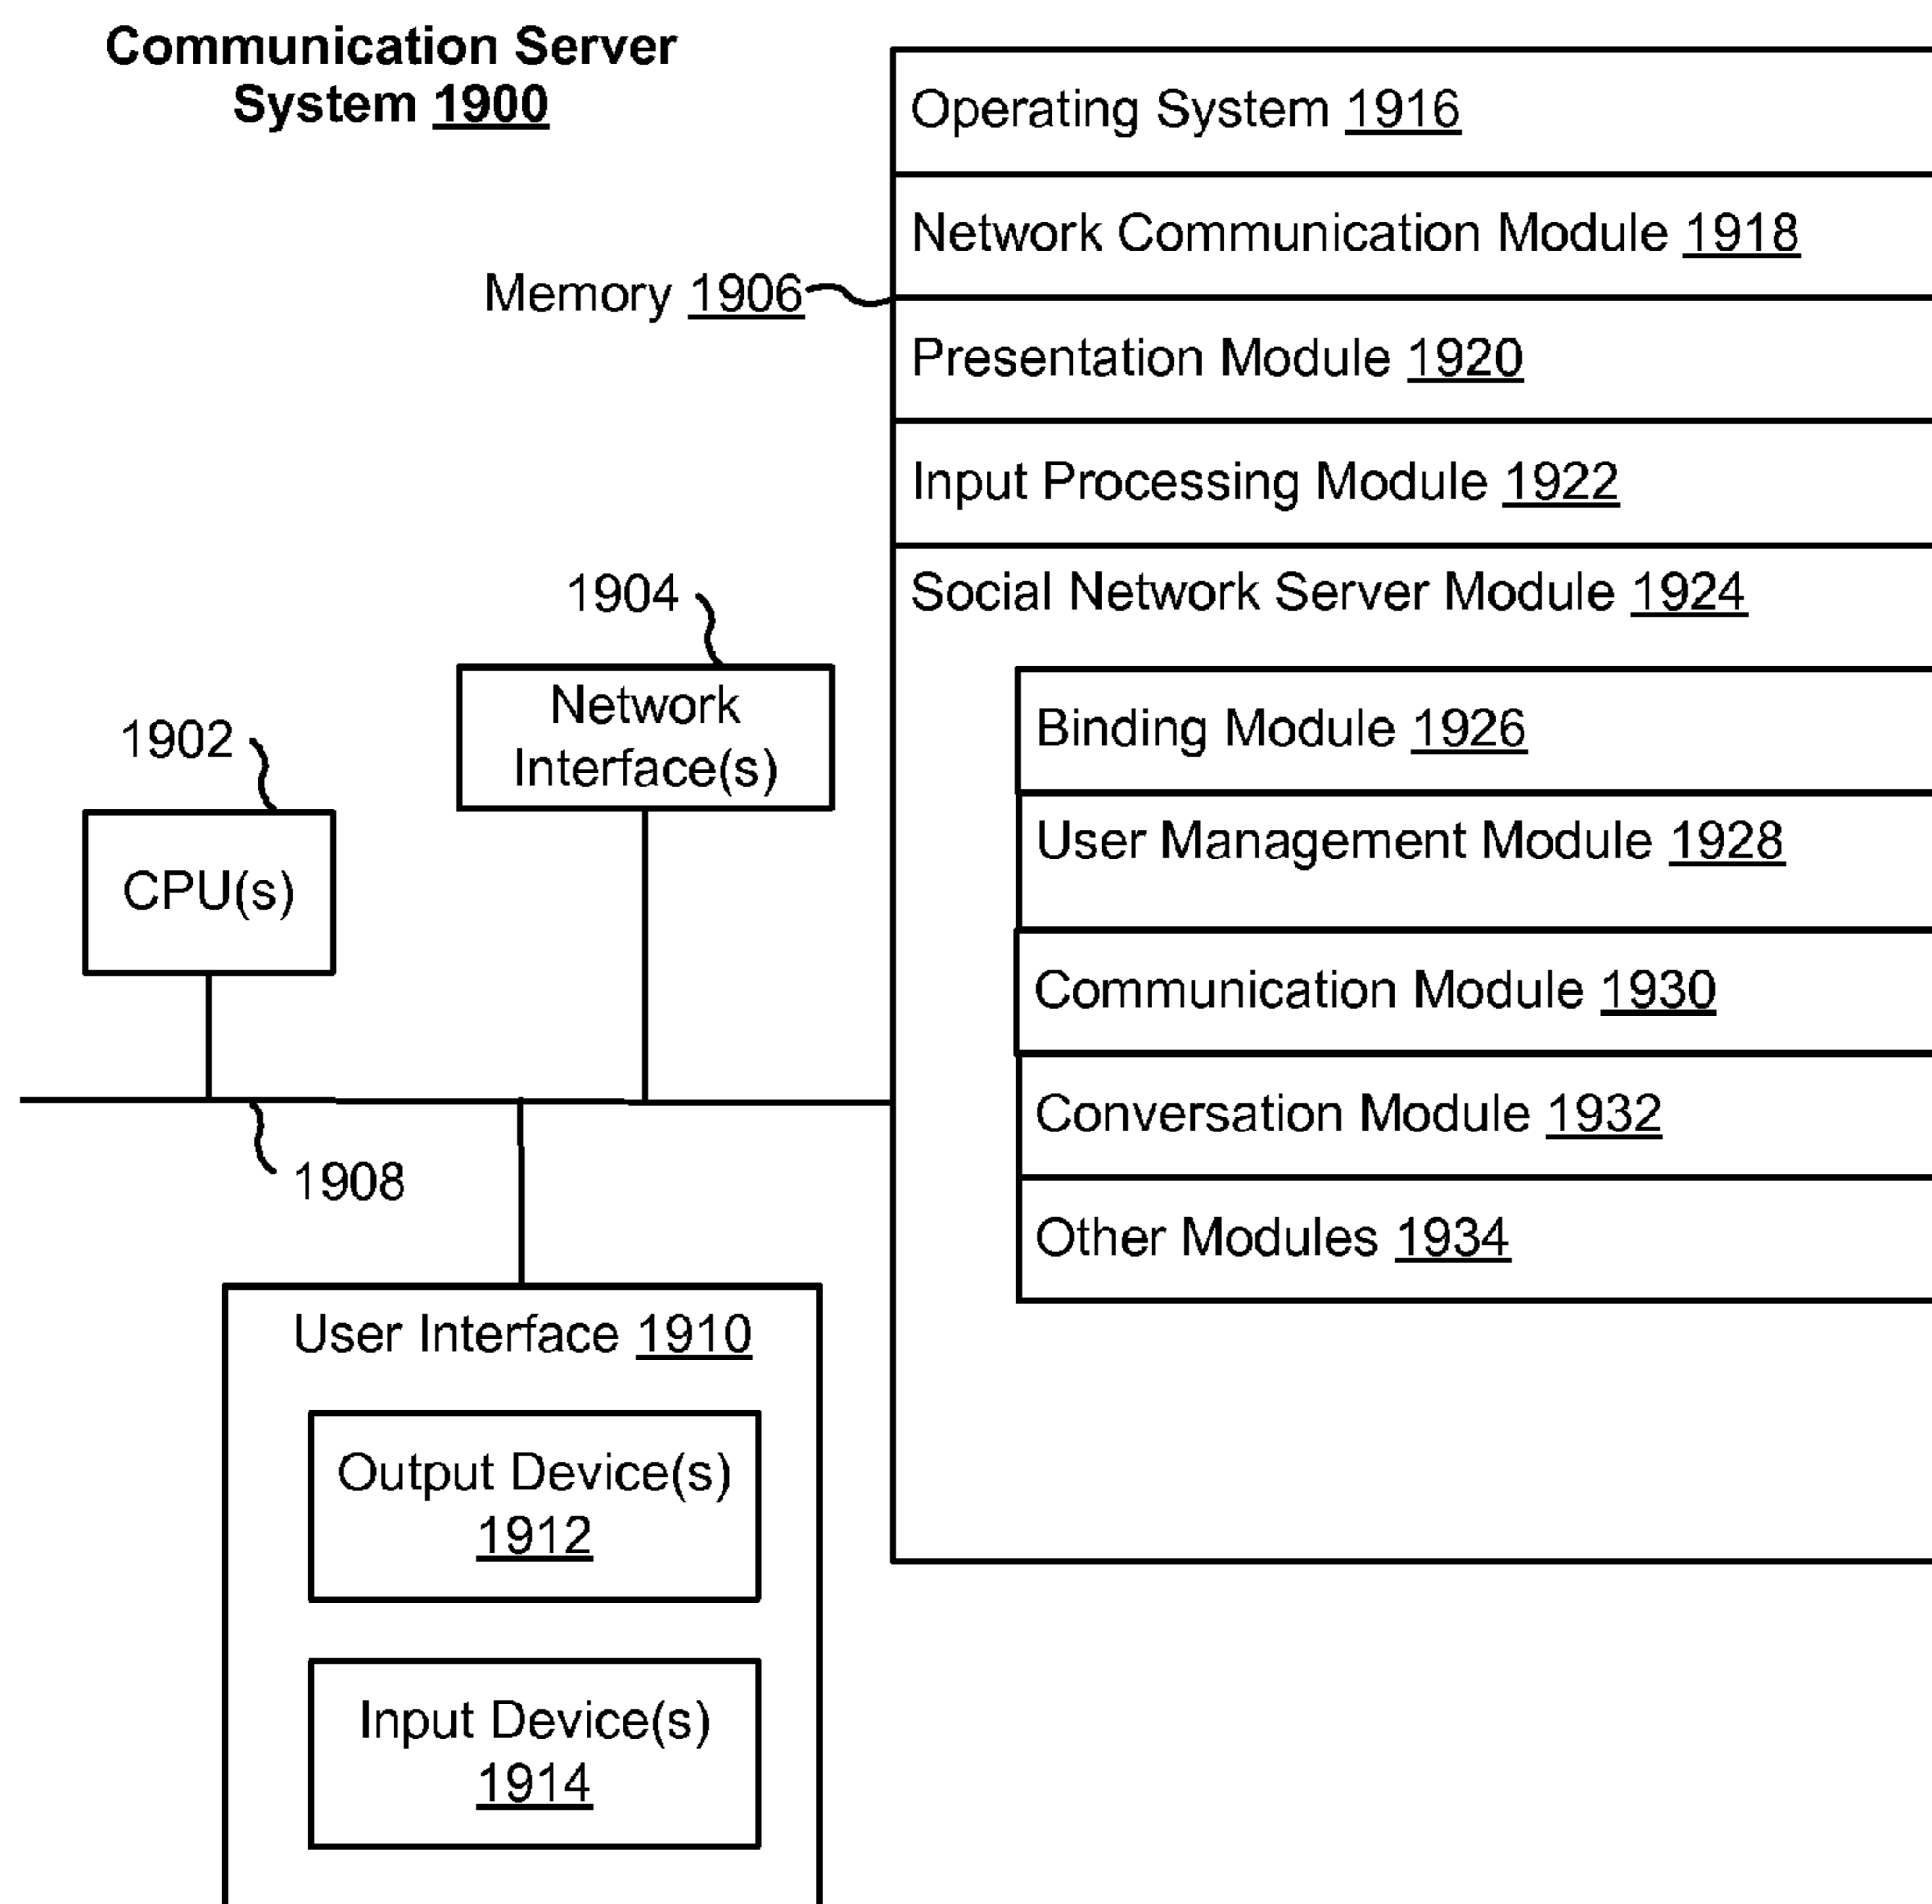 Communication Server
System 1900
Operating System 1916
Network Communication Module 1918
Memory 1906
Presentation Module 1920
Input Processing Module 1922
Social Network Server Module 1924
1904
Network
Interface(s)
Binding Module 1926
1902
User Management Module 1928
CPU(s)
Communication Module 1930
Conversation Module 1932
1908
Other Modules 1934
User Interface 1910
Output Device(s)
1912
Input Device(s)
1914